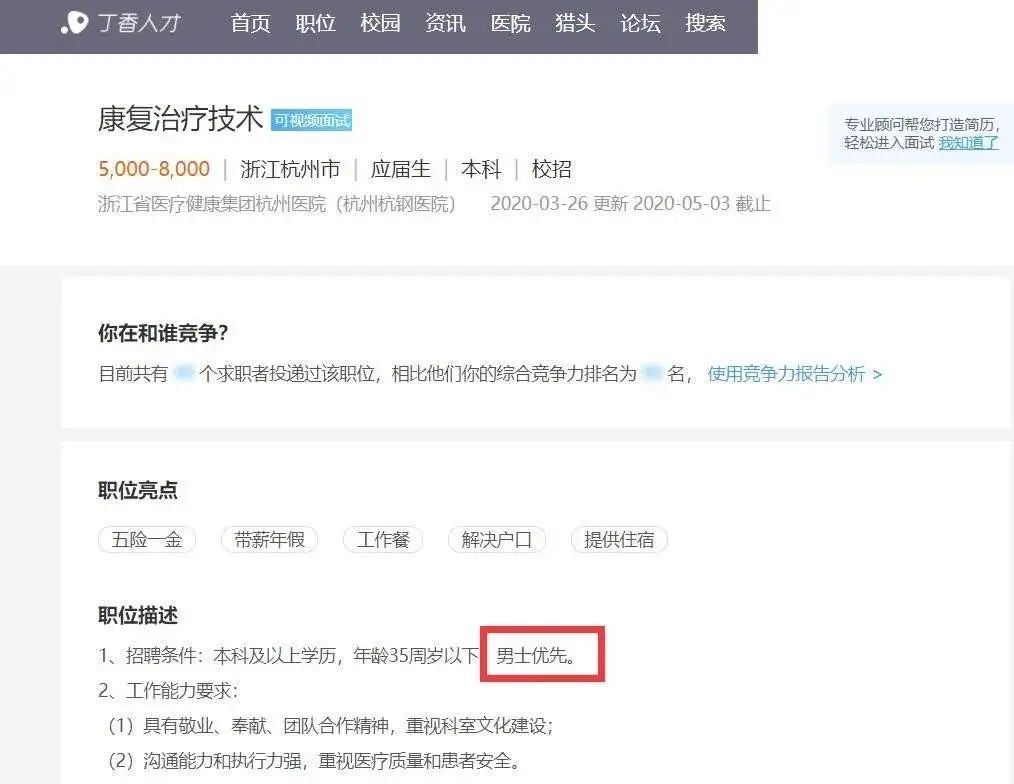 丁香人才 首页 职位 校园 资讯 医院 猎头 论坛 搜索
康复治疗技术 可视频面试
专业顾问帮您打造简历，
轻松进入面试 我知道了
5,000-8,000 | 浙江杭州市 | 应届生 | 本科 | 校招
浙江省医疗健康集团杭州医院（杭州杭钢医院） 2020-03-26 更新 2020-05-03 截止
你在和谁竞争？
目前共有 个求职者投递过该职位，相比他们你的综合竞争力排名为 名， 使用竞争力报告分析 >
职位亮点
五险一金 带薪年假 工作餐 解决户口 提供住宿
职位描述
1、招聘条件：本科及以上学历，年龄35周岁以下 男士优先。
2、工作能力要求：
（1）具有敬业、奉献、团队合作精神，重视科室文化建设；
（2）沟通能力和执行力强，重视医疗质量和患者安全。